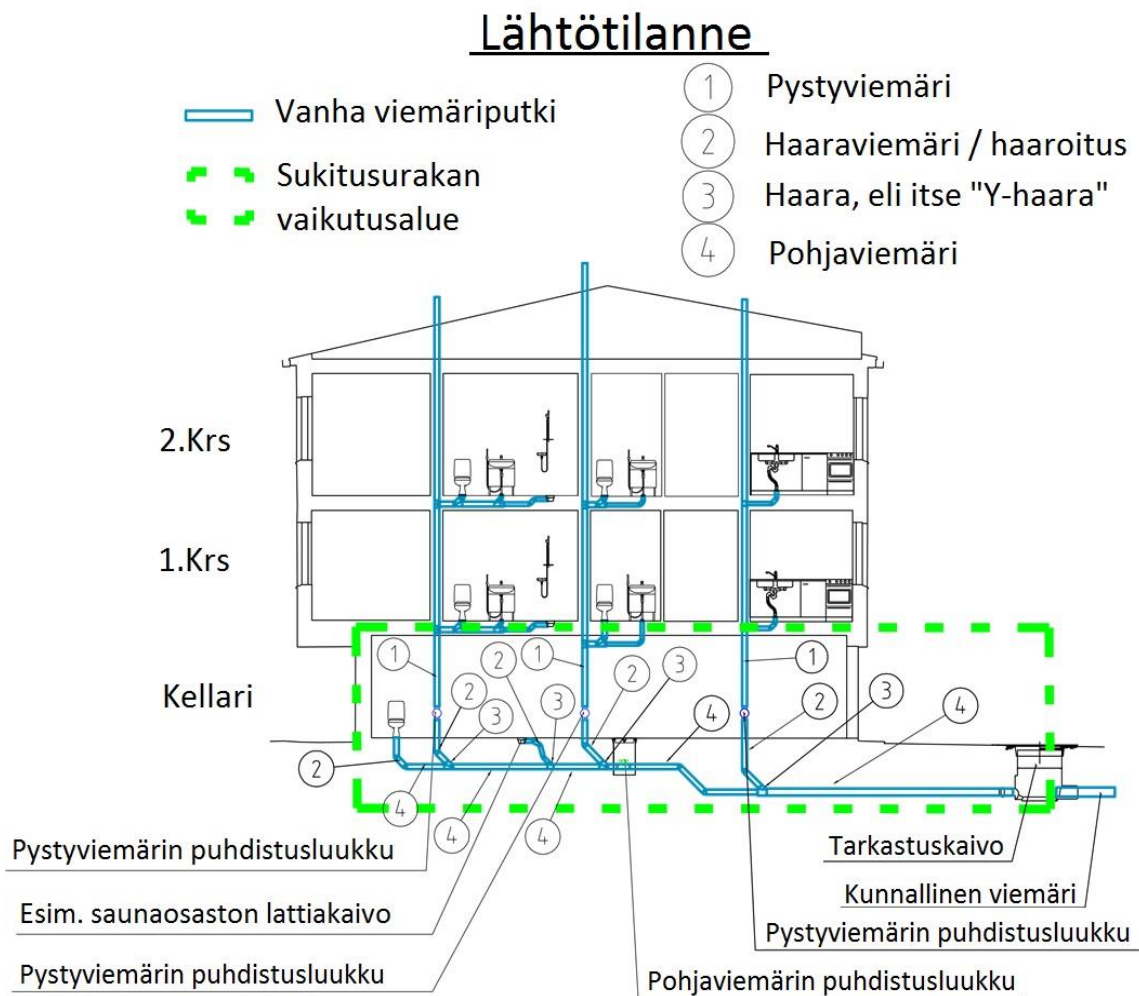 Lähtötilanne
Vanha viemäriputki
Sukitusurakan
vaikutusalue
1 Pystyviemäri
2 Haaraviemäri / haaroitus
3 Haara, eli itse "Y-haara"
4 Pohjaviemäri
2.Krs
1.Krs
Kellari
1
2
1
2
3
1
2
3
3
2
3
4
4
2
4
4
4
Pystyviemärin puhdistusluukku
Esim. saunaosaston lattiakaivo
Pystyviemärin puhdistusluukku
Tarkastuskaivo
Kunnallinen viemäri
Pystyviemärin puhdistusluukku
Pohjaviemärin puhdistusluukku